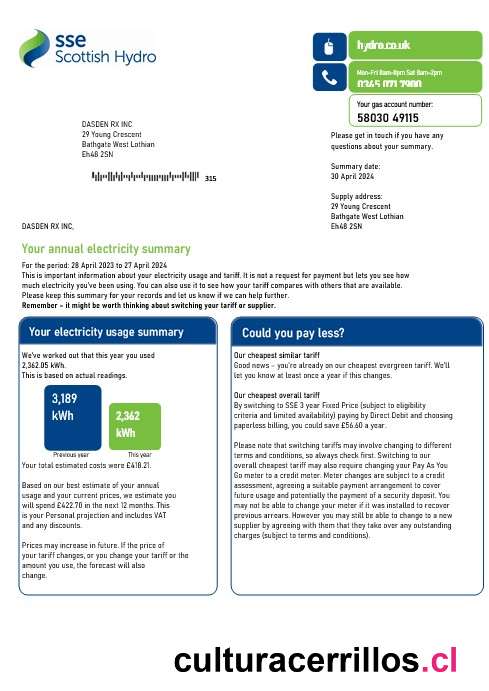 sse
Scottish Hydro
hydro.co.uk
Mon-Fri 8am-8pm Sat 8am-2pm
0345 071 7900
Your gas account number:
58030 49115
DASDEN RX INC
29 Young Crescent
Bathgate West Lothian
Eh48 2SN
315
Please get in touch if you have any
questions about your summary.
Summary date:
30 April 2024
Supply address:
29 Young Crescent
Bathgate West Lothian
Eh48 2SN
DASDEN RX INC,
Your annual electricity summary
For the period: 28 April 2023 to 27 April 2024
This is important information about your electricity usage and tariff. It is not a request for payment but lets you see how
much electricity you've been using. You can also use it to see how your tariff compares with others that are available.
Please keep this summary for your records and let us know if we can help further.
Remember - it might be worth thinking about switching your tariff or supplier.
Your electricity usage summary
We've worked out that this year you used
2,362.05 kWh.
This is based on actual readings.
3,189
kWh
2,362
kWh
Previous year
This year
Your total estimated costs were £418.21.
Based on our best estimate of your annual
usage and your current prices, we estimate you
will spend £422.70 in the next 12 months. This
is your Personal projection and includes VAT
and any discounts.
Prices may increase in future. If the price of
your tariff changes, or you change your tariff or the
amount you use, the forecast will also
change.
Could you pay less?
Our cheapest similar tariff
Good news - you're already on our cheapest evergreen tariff. We'll
let you know at least once a year if this changes.
Our cheapest overall tariff
By switching to SSE 3 year Fixed Price (subject to eligibility
criteria and limited availability) paying by Direct Debit and choosing
paperless billing, you could save £56.60 a year.
Please note that switching tariffs may involve changing to different
terms and conditions, so always check first. Switching to our
overall cheapest tariff may also require changing your Pay As You
Go meter to a credit meter. Meter changes are subject to a credit
assessment, agreeing a suitable payment arrangement to cover
future usage and potentially the payment of a security deposit. You
may not be able to change your meter if it was installed to recover
previous arrears. However you may still be able to change to a new
supplier by agreeing with them that they take over any outstanding
charges (subject to terms and conditions).
culturacerrillos.cl